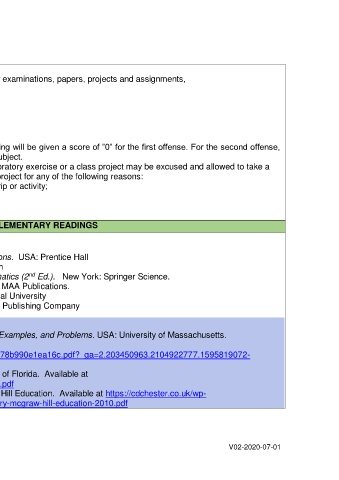 examinations, papers, projects and assignments,
ing will be given a score of "0" for the first offense. For the second offense,
ubject.
oratory exercise or a class project may be excused and allowed to take a
roject for any of the following reasons:
ip or activity;
LEMENTARY READINGS
ons. USA: Prentice Hall
n
matics (2nd Ed.). New York: Springer Science.
MAA Publications.
al University
Publishing Company
Examples, and Problems. USA: University of Massachusetts.
78b990e1ea16c.pdf?_ga=2.203450963.2104922777.1595819072-
of Florida. Available at
.pdf
Hill Education. Available at https://cdchester.co.uk/wp-
ry-mcgraw-hill-education-2010.pdf
V02-2020-07-01